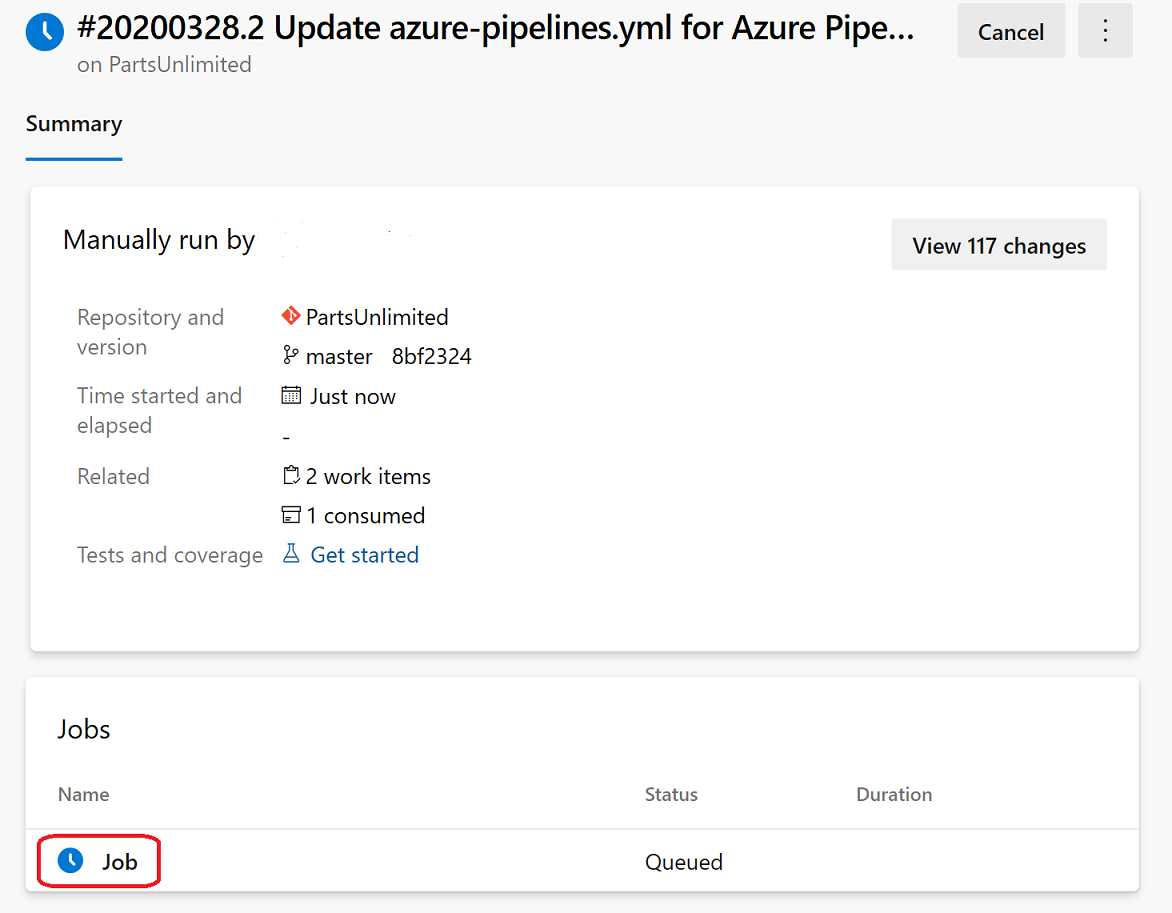 #20200328.2 Update azure-pipelines.yml for Azure Pipe...
Cancel
on PartsUnlimited
Summary
Manually run by
View 117 changes
Repository and
version
PartsUnlimited
master 8bf2324
Time started and
elapsed
Just now
-
Related
2 work items
1 consumed
Tests and coverage
Get started
Jobs
Name Status Duration
Job Queued